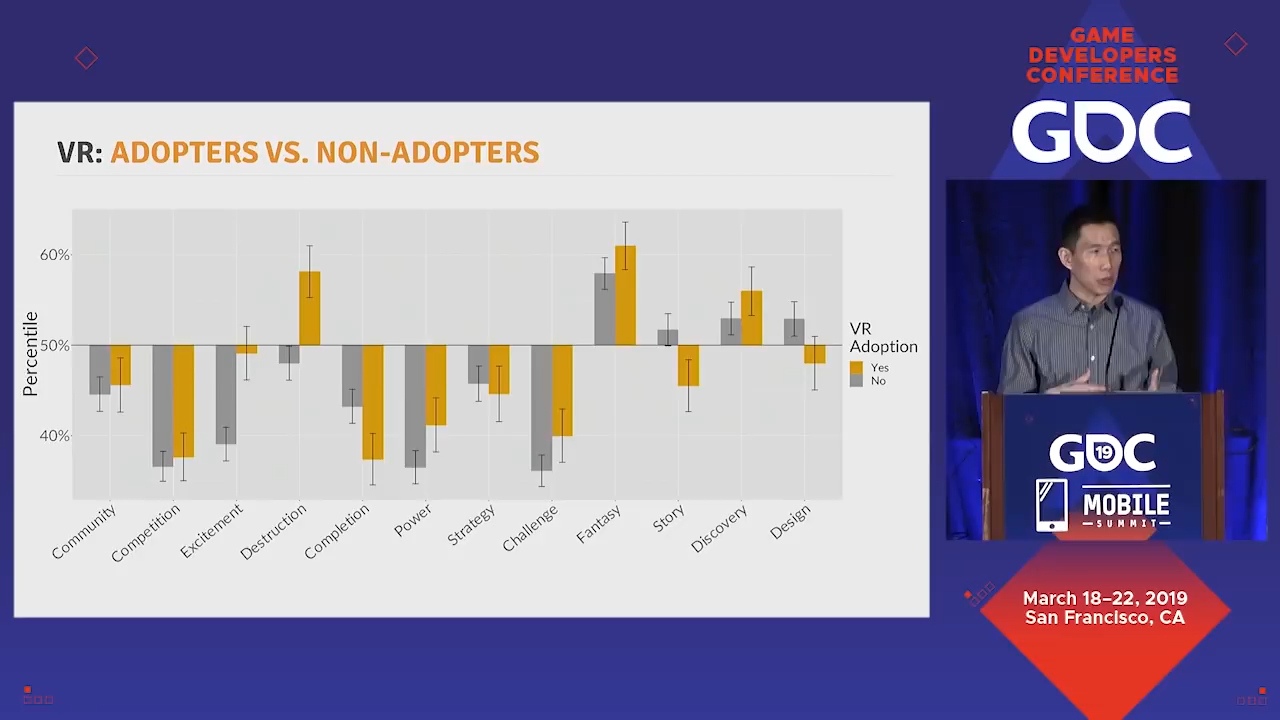 GAME
DEVELOPERS
CONFERENCE
GDC
VR: ADOPTERS VS. NON-ADOPTERS
60%
50%
40%
Percentile
Community
Competition
Excitement
Destruction
Completion
Power
Strategy
Challenge
Fantasy
Story
Discovery
Design
VR
Adoption
Yes
No
GDC
19
MOBILE
SUMMIT
March 18–22, 2019
San Francisco, CA